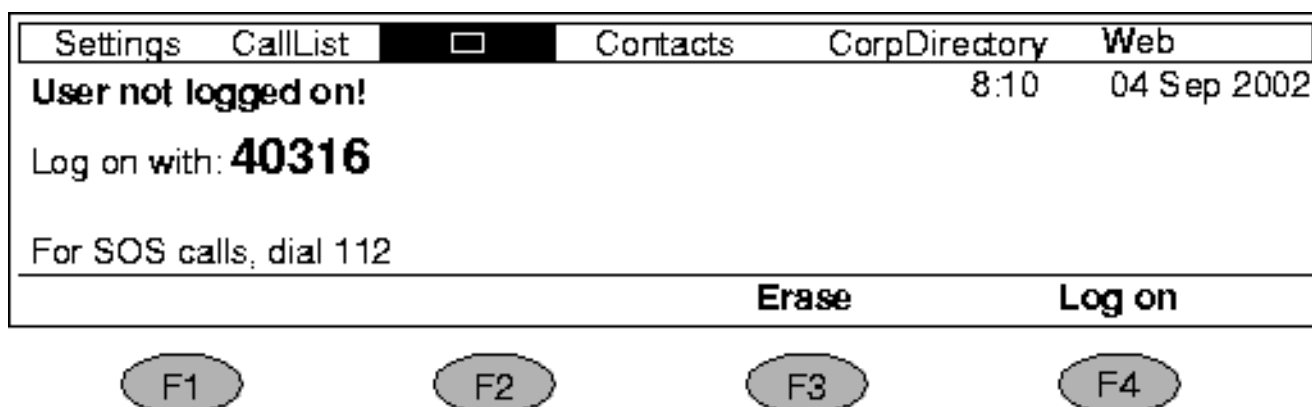 Settings CallList Contacts CorpDirectory Web
User not logged on! 8:10 04 Sep 2002
Log on with: 40316
For SOS calls, dial 112
Erase Log on
F1 F2 F3 F4